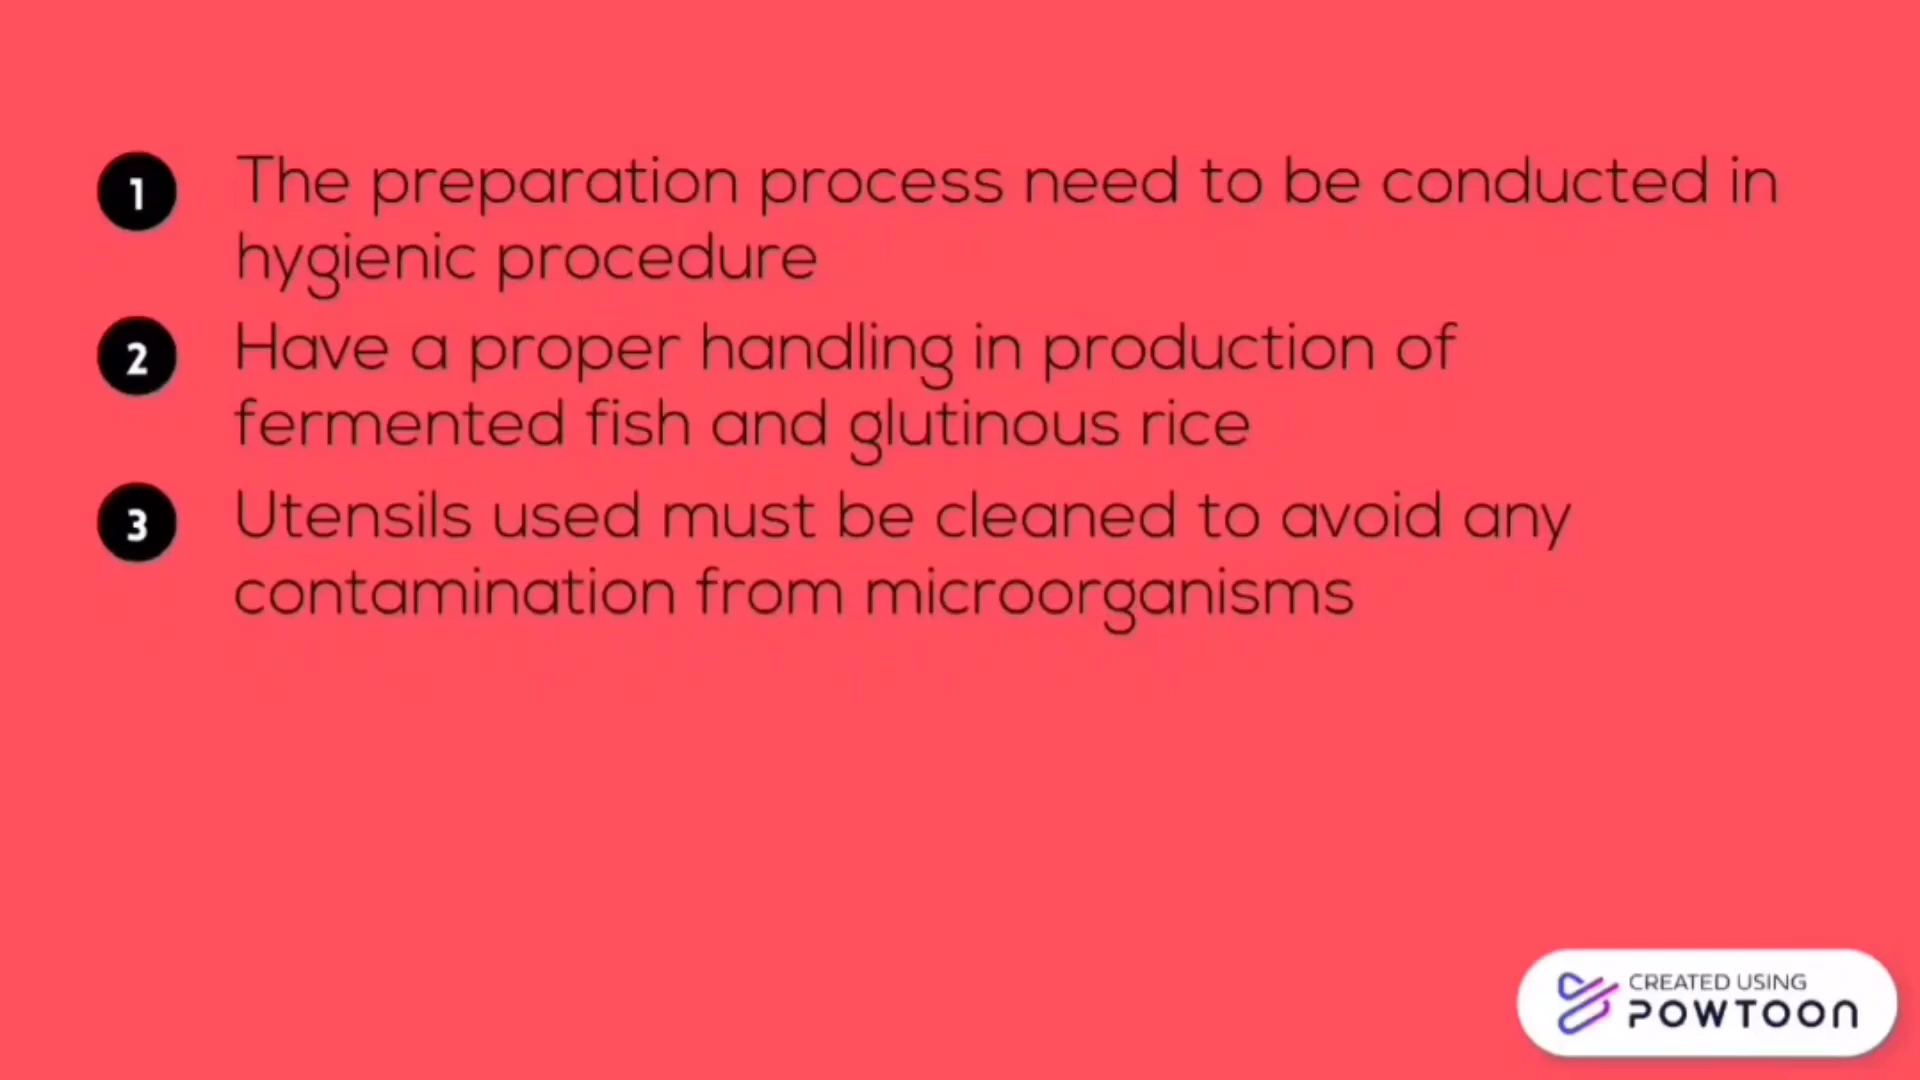 1 The preparation process need to be conducted in
hygienic procedure
2 Have a proper handling in production of
fermented fish and glutinous rice
3 Utensils used must be cleaned to avoid any
contamination from microorganisms
CREATED USING
POWTOON